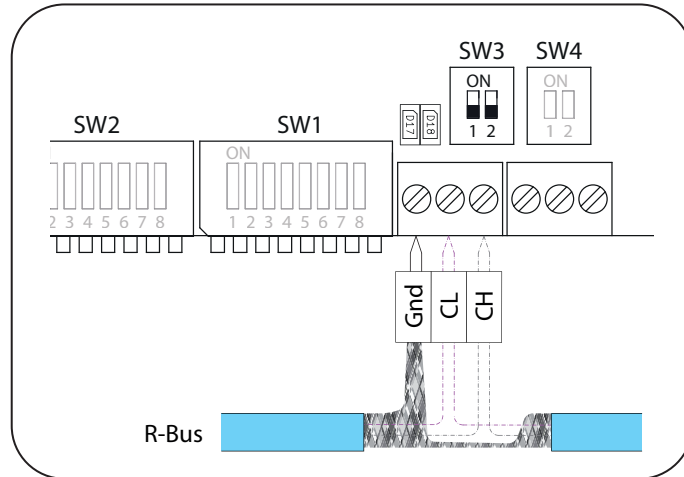 SW3 SW4
ON
1 2
1 2
D17 D18
SW2 SW1
ON
2 3 4 5 6 7 8
1 2 3 4 5 6 7 8
Gnd CL CH
R-Bus